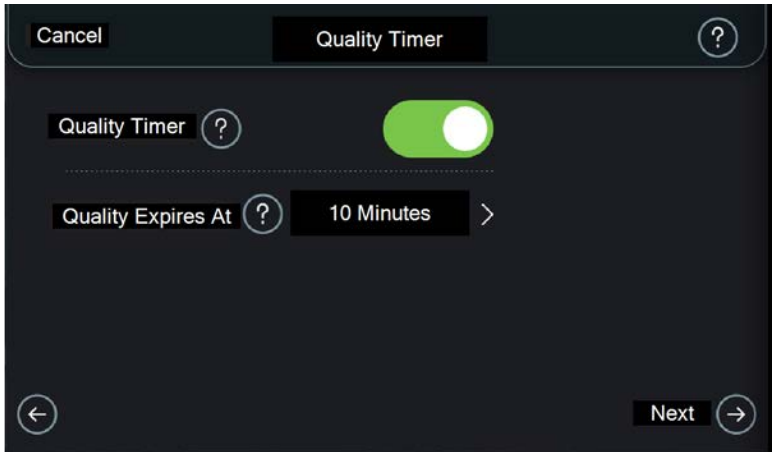 Cancel
Quality Timer
?
Quality Timer ?
Quality Expires At ? 10 Minutes >
Next